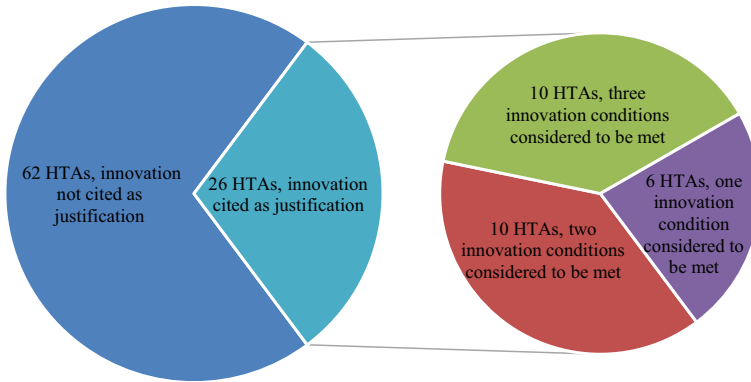 62 HTAs, innovation
not cited as
justification
26 HTAs, innovation
cited as justification
10 HTAs, three
innovation conditions
considered to be met
6 HTAs, one
innovation
condition
considered to
be met
10 HTAs, two
innovation conditions
considered to be met